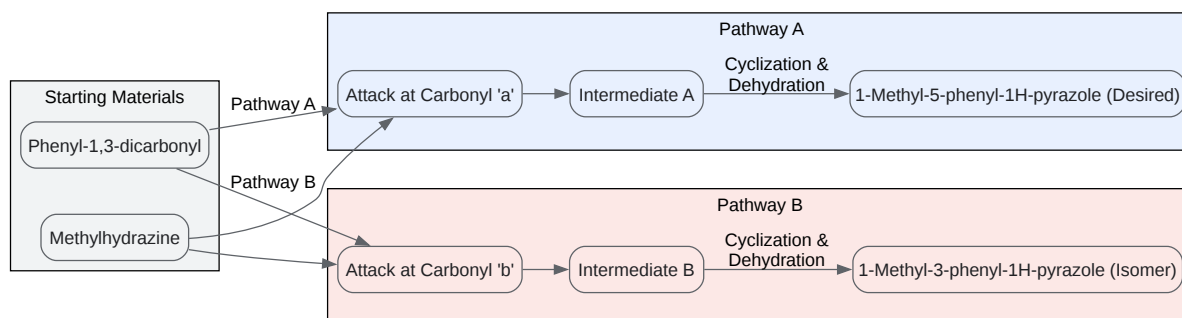 Pathway A
Starting Materials
Pathway A
Attack at Carbonyl 'a'
Intermediate A
Cyclization &
Dehydration
1-Methyl-5-phenyl-1H-pyrazole (Desired)
Phenyl-1,3-dicarbonyl
Pathway B
Methylhydrazine
Pathway B
Attack at Carbonyl 'b'
Intermediate B
Cyclization &
Dehydration
1-Methyl-3-phenyl-1H-pyrazole (Isomer)